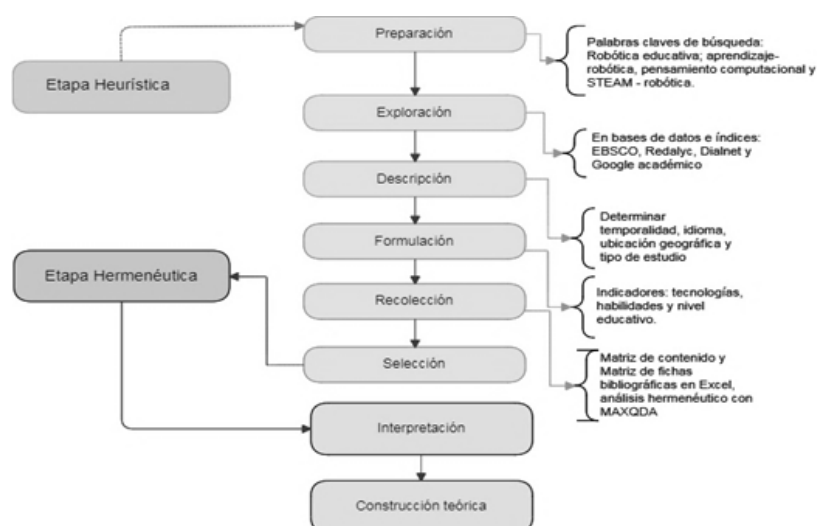 Preparación
Palabras claves de búsqueda:
Robótica educativa; aprendizaje-
robótica, pensamiento computacional y
STEAM - robótica.
Etapa Heurística
Exploración
En bases de datos e índices:
EBSCO, Redalyc, Dialnet y
Google académico
Descripción
Determinar
temporalidad, idioma,
ubicación geográfica y
tipo de estudio
Formulación
Etapa Hermenéutica
Indicadores: tecnologías,
habilidades y nivel
educativo.
Recolección
Matriz de contenido y
Matriz de fichas
bibliográficas en Excel,
análisis hermenéutico con
MAXQDA
Selección
Interpretación
Construcción teórica